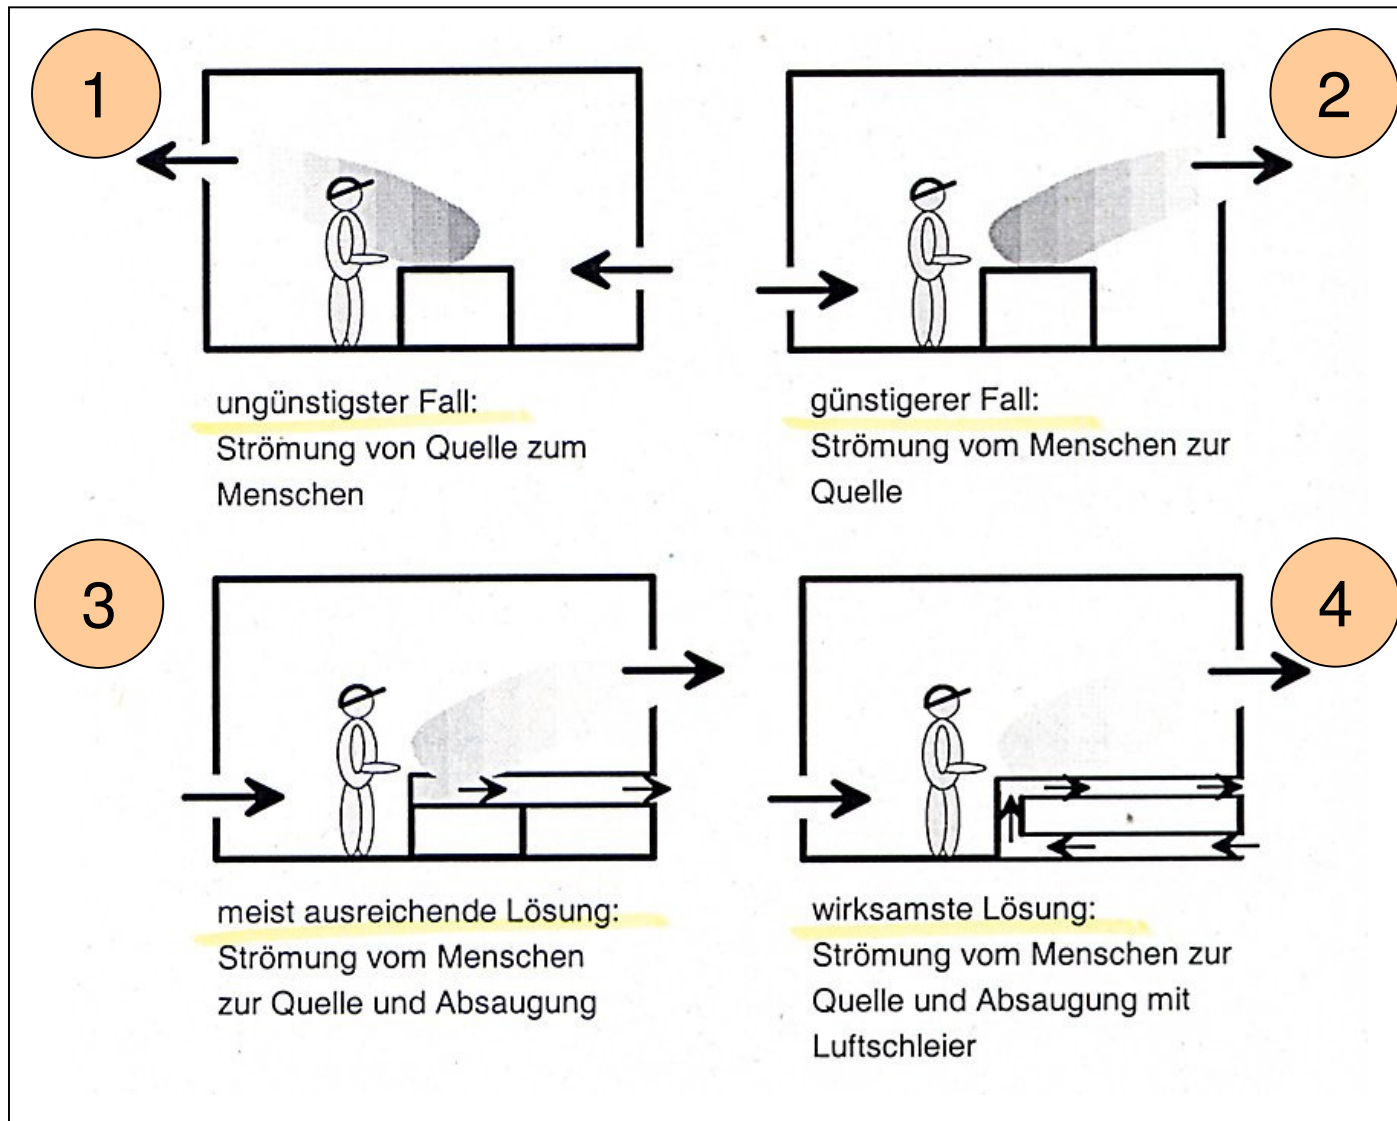 1
2
ungünstigster Fall:
Strömung von Quelle zum
Menschen
günstigerer Fall:
Strömung vom Menschen zur
Quelle
3
4
meist ausreichende Lösung:
Strömung vom Menschen
zur Quelle und Absaugung
wirksamste Lösung:
Strömung vom Menschen zur
Quelle und Absaugung mit
Luftschleier